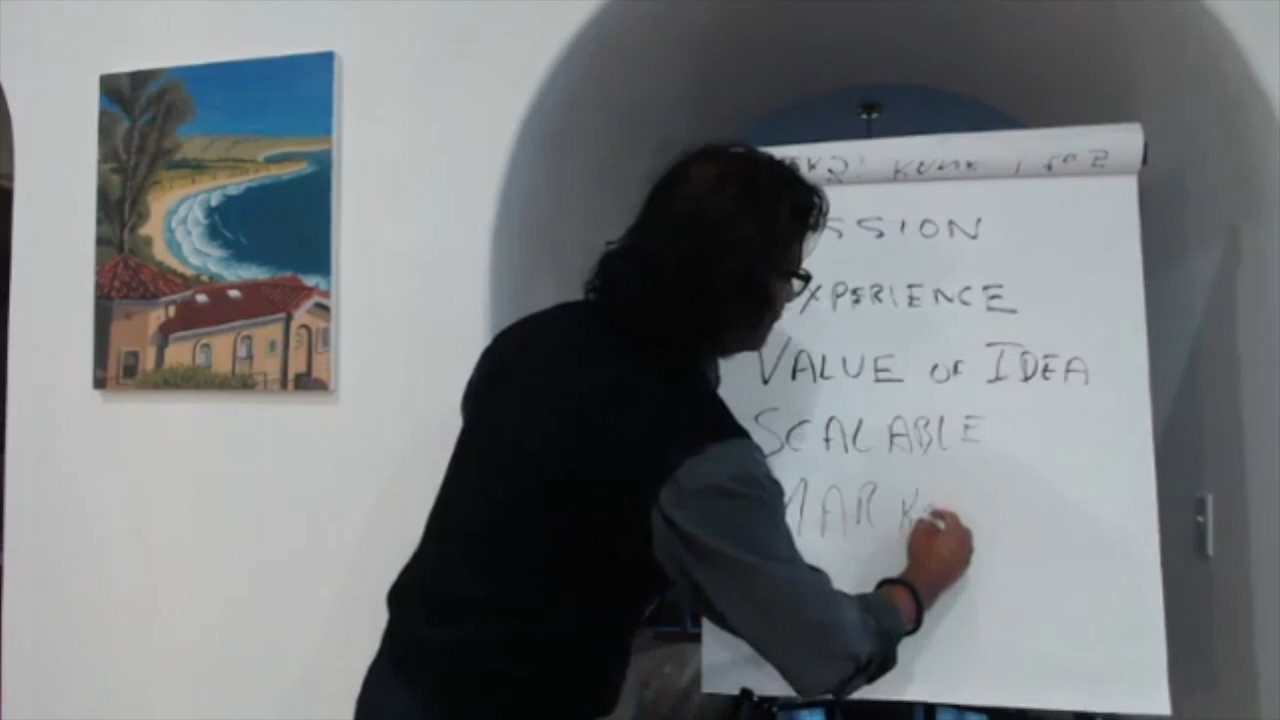 SSION
XPERIENCE
VALUE OF IDEA
SCALABLE
MARK